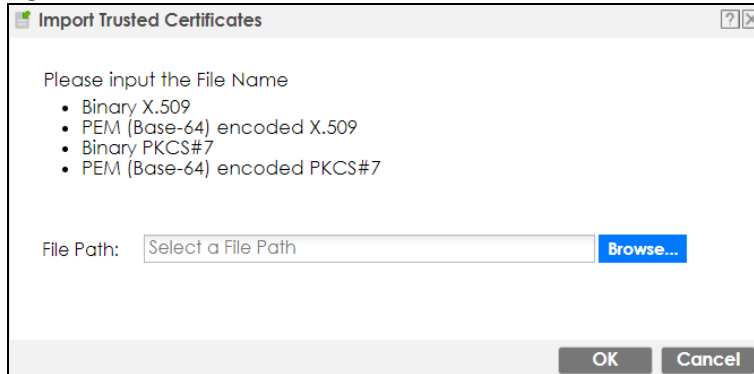 Import Trusted Certificates
?
Please input the File Name
• Binary X.509
• PEM (Base-64) encoded X.509
• Binary PKCS#7
• PEM (Base-64) encoded PKCS#7
File Path: Select a File Path Browse...
OK Cancel